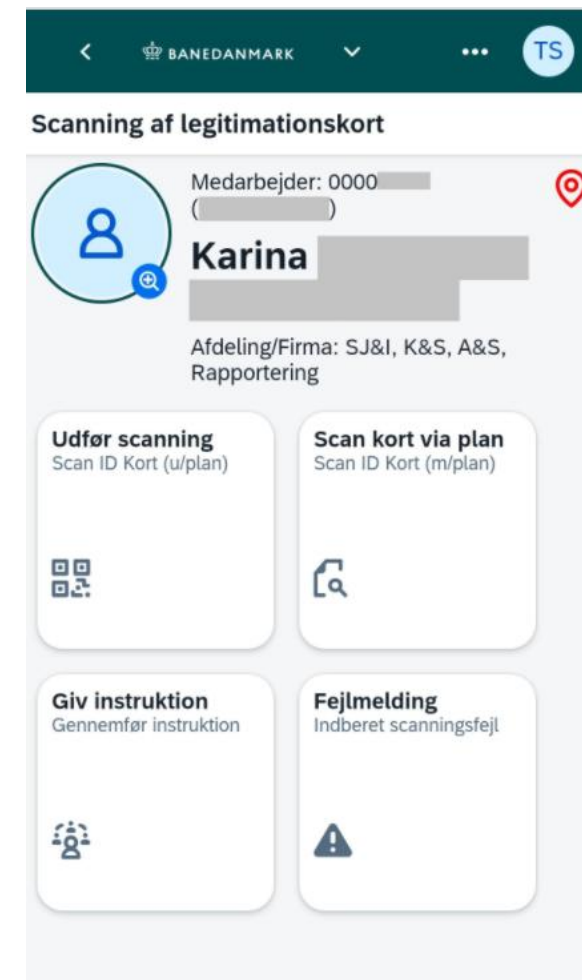 BANEDANMARK
TS
Scanning af legitimationskort
Medarbejder: 0000
( )
Karina
Afdeling/Firma: SJ&I, K&S, A&S,
Rapportering
Udfør scanning
Scan ID Kort (u/plan)
Scan kort via plan
Scan ID Kort (m/plan)
Giv instruktion
Gennemfør instruktion
Fejlmelding
Indberet scanningsfejl